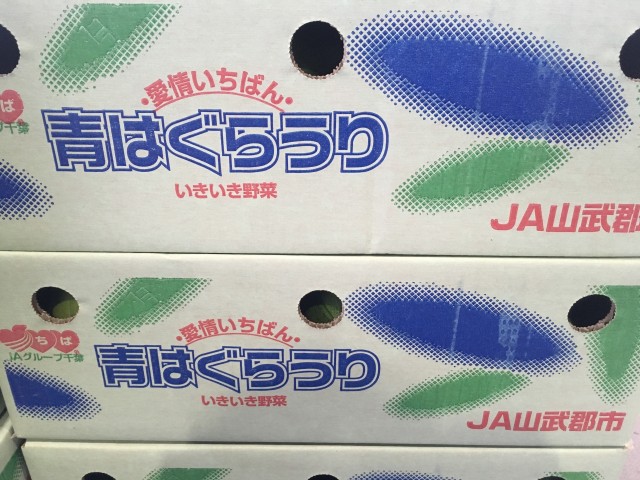 ・愛情いちばん・
青はぐらうり
いきいき野菜
JA山武郡
・愛情いちばん・
ちば
JAグループ千葉
青はぐらうり
いきいき野菜
JA山武郡市